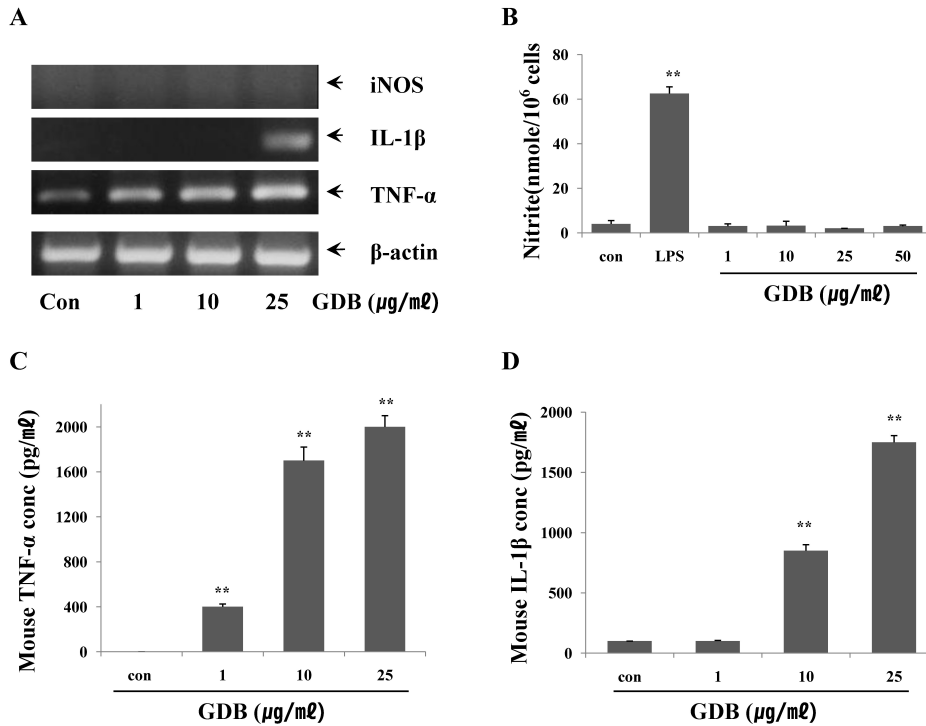 A
iNOS
IL-1β
TNF-α
β-actin
Con 1 10 25 GDB (㎍/㎖)
B
Nitrite(nmole/10⁶ cells
80
60
40
20
0
**
con LPS 1 10 25 50
GDB (㎍/㎖)
C
Mouse TNF-α conc (pg/㎖)
2000
1600
1200
800
400
0
**
**
**
con 1 10 25
GDB (㎍/㎖)
D
Mouse IL-1β conc (pg/㎖)
2000
1500
1000
500
0
**
**
con 1 10 25
GDB (㎍/㎖)